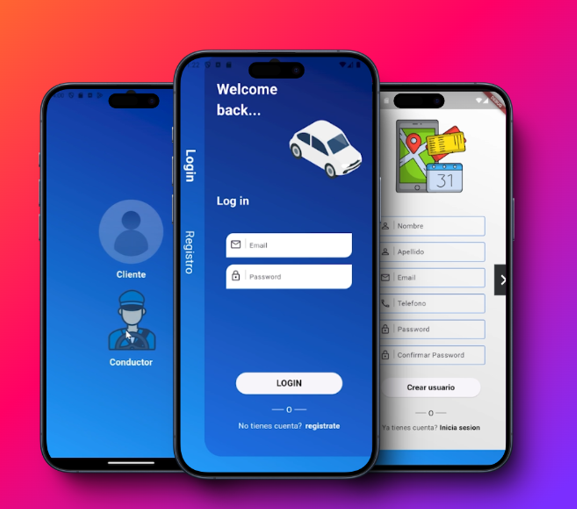 Cliente
Conductor
Login
Registro
Welcome
back...
Log in
Email
Password
LOGIN
O
No tienes cuenta? registrate
31
Nombre
Apellido
Email
Telefono
Password
Confirmar Password
Crear usuario
O
Ya tienes cuenta? Inicia sesion